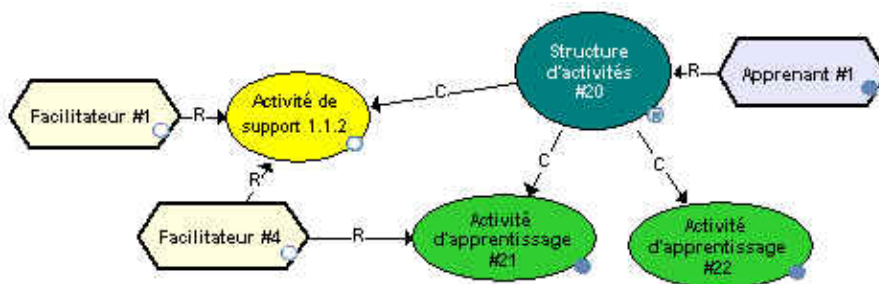 Structure
d'activités
#20
R
Apprenant #1
C
Facilitateur #1
R
Activité de
support 1.1.2
C
C
R
Facilitateur #4
R
Activité
d'apprentissage
#21
Activité
d'apprentissage
#22